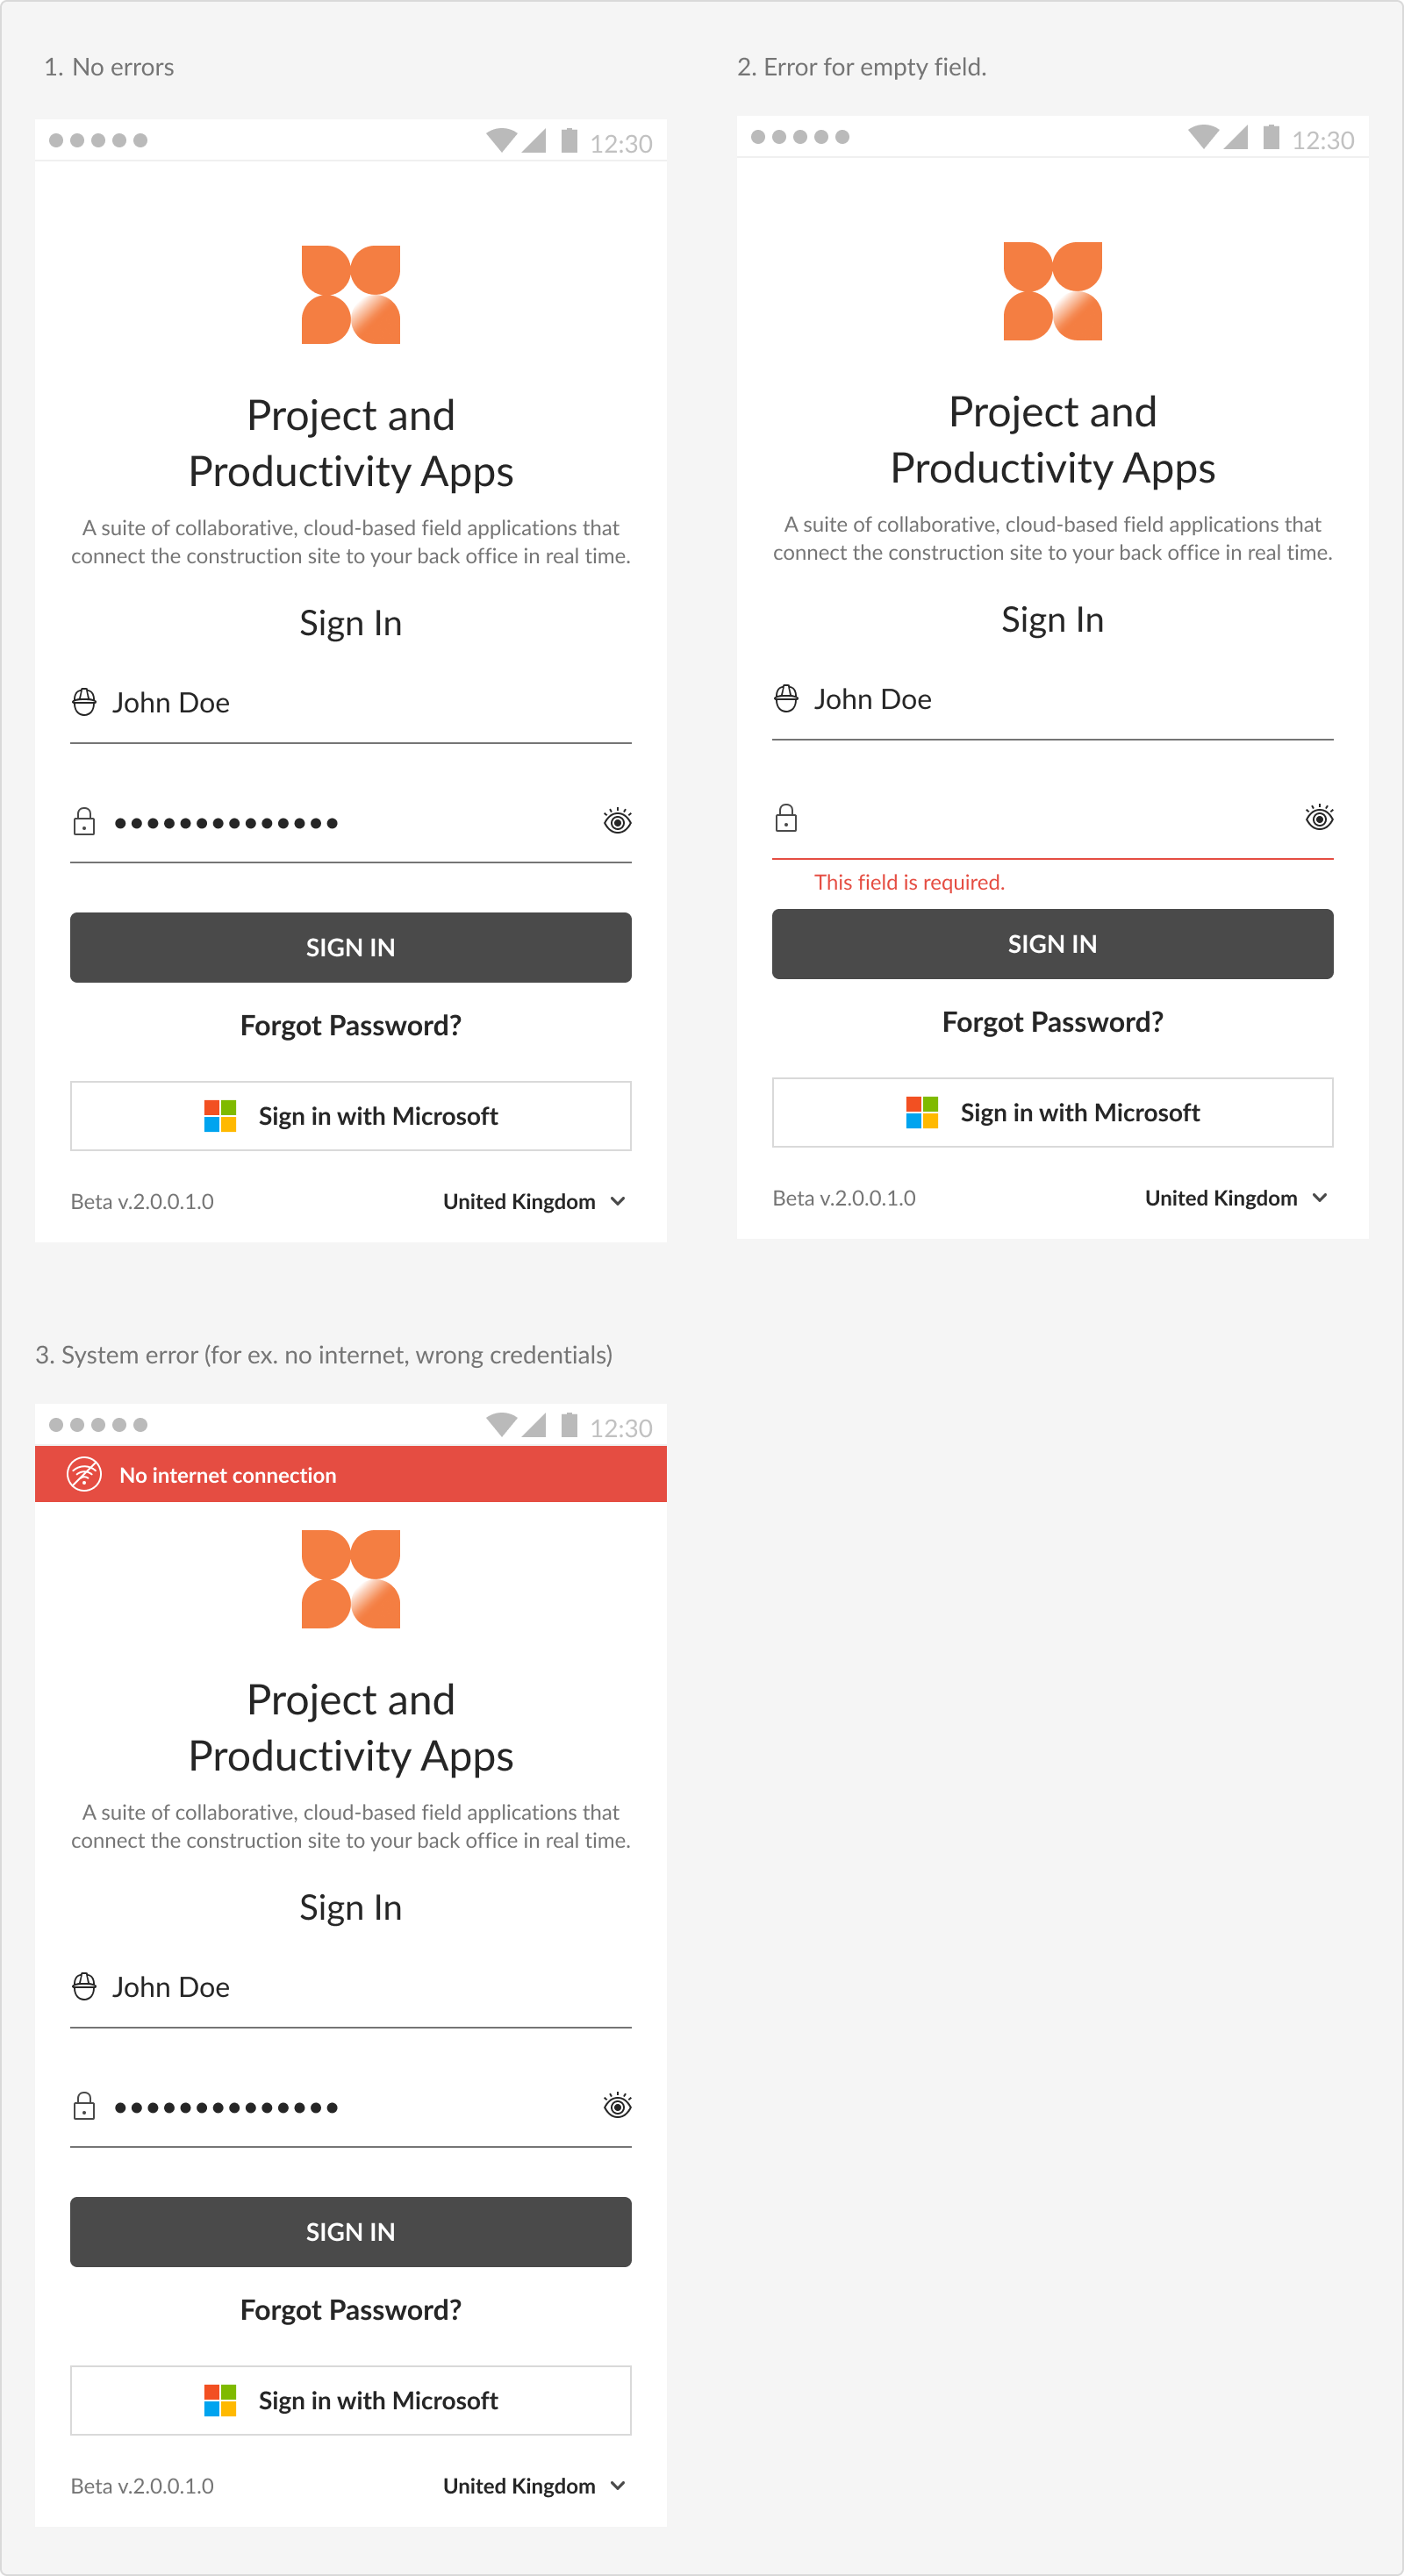 1. No errors
12:30
Project and
Productivity Apps
A suite of collaborative, cloud-based field applications that
connect the construction site to your back office in real time.
Sign In
John Doe
SIGN IN
Forgot Password?
Sign in with Microsoft
Beta v.2.0.0.1.0 United Kingdom
2. Error for empty field.
12:30
Project and
Productivity Apps
A suite of collaborative, cloud-based field applications that
connect the construction site to your back office in real time.
Sign In
John Doe
This field is required.
SIGN IN
Forgot Password?
Sign in with Microsoft
Beta v.2.0.0.1.0 United Kingdom
3. System error (for ex. no internet, wrong credentials)
12:30
No internet connection
Project and
Productivity Apps
A suite of collaborative, cloud-based field applications that
connect the construction site to your back office in real time.
Sign In
John Doe
SIGN IN
Forgot Password?
Sign in with Microsoft
Beta v.2.0.0.1.0 United Kingdom